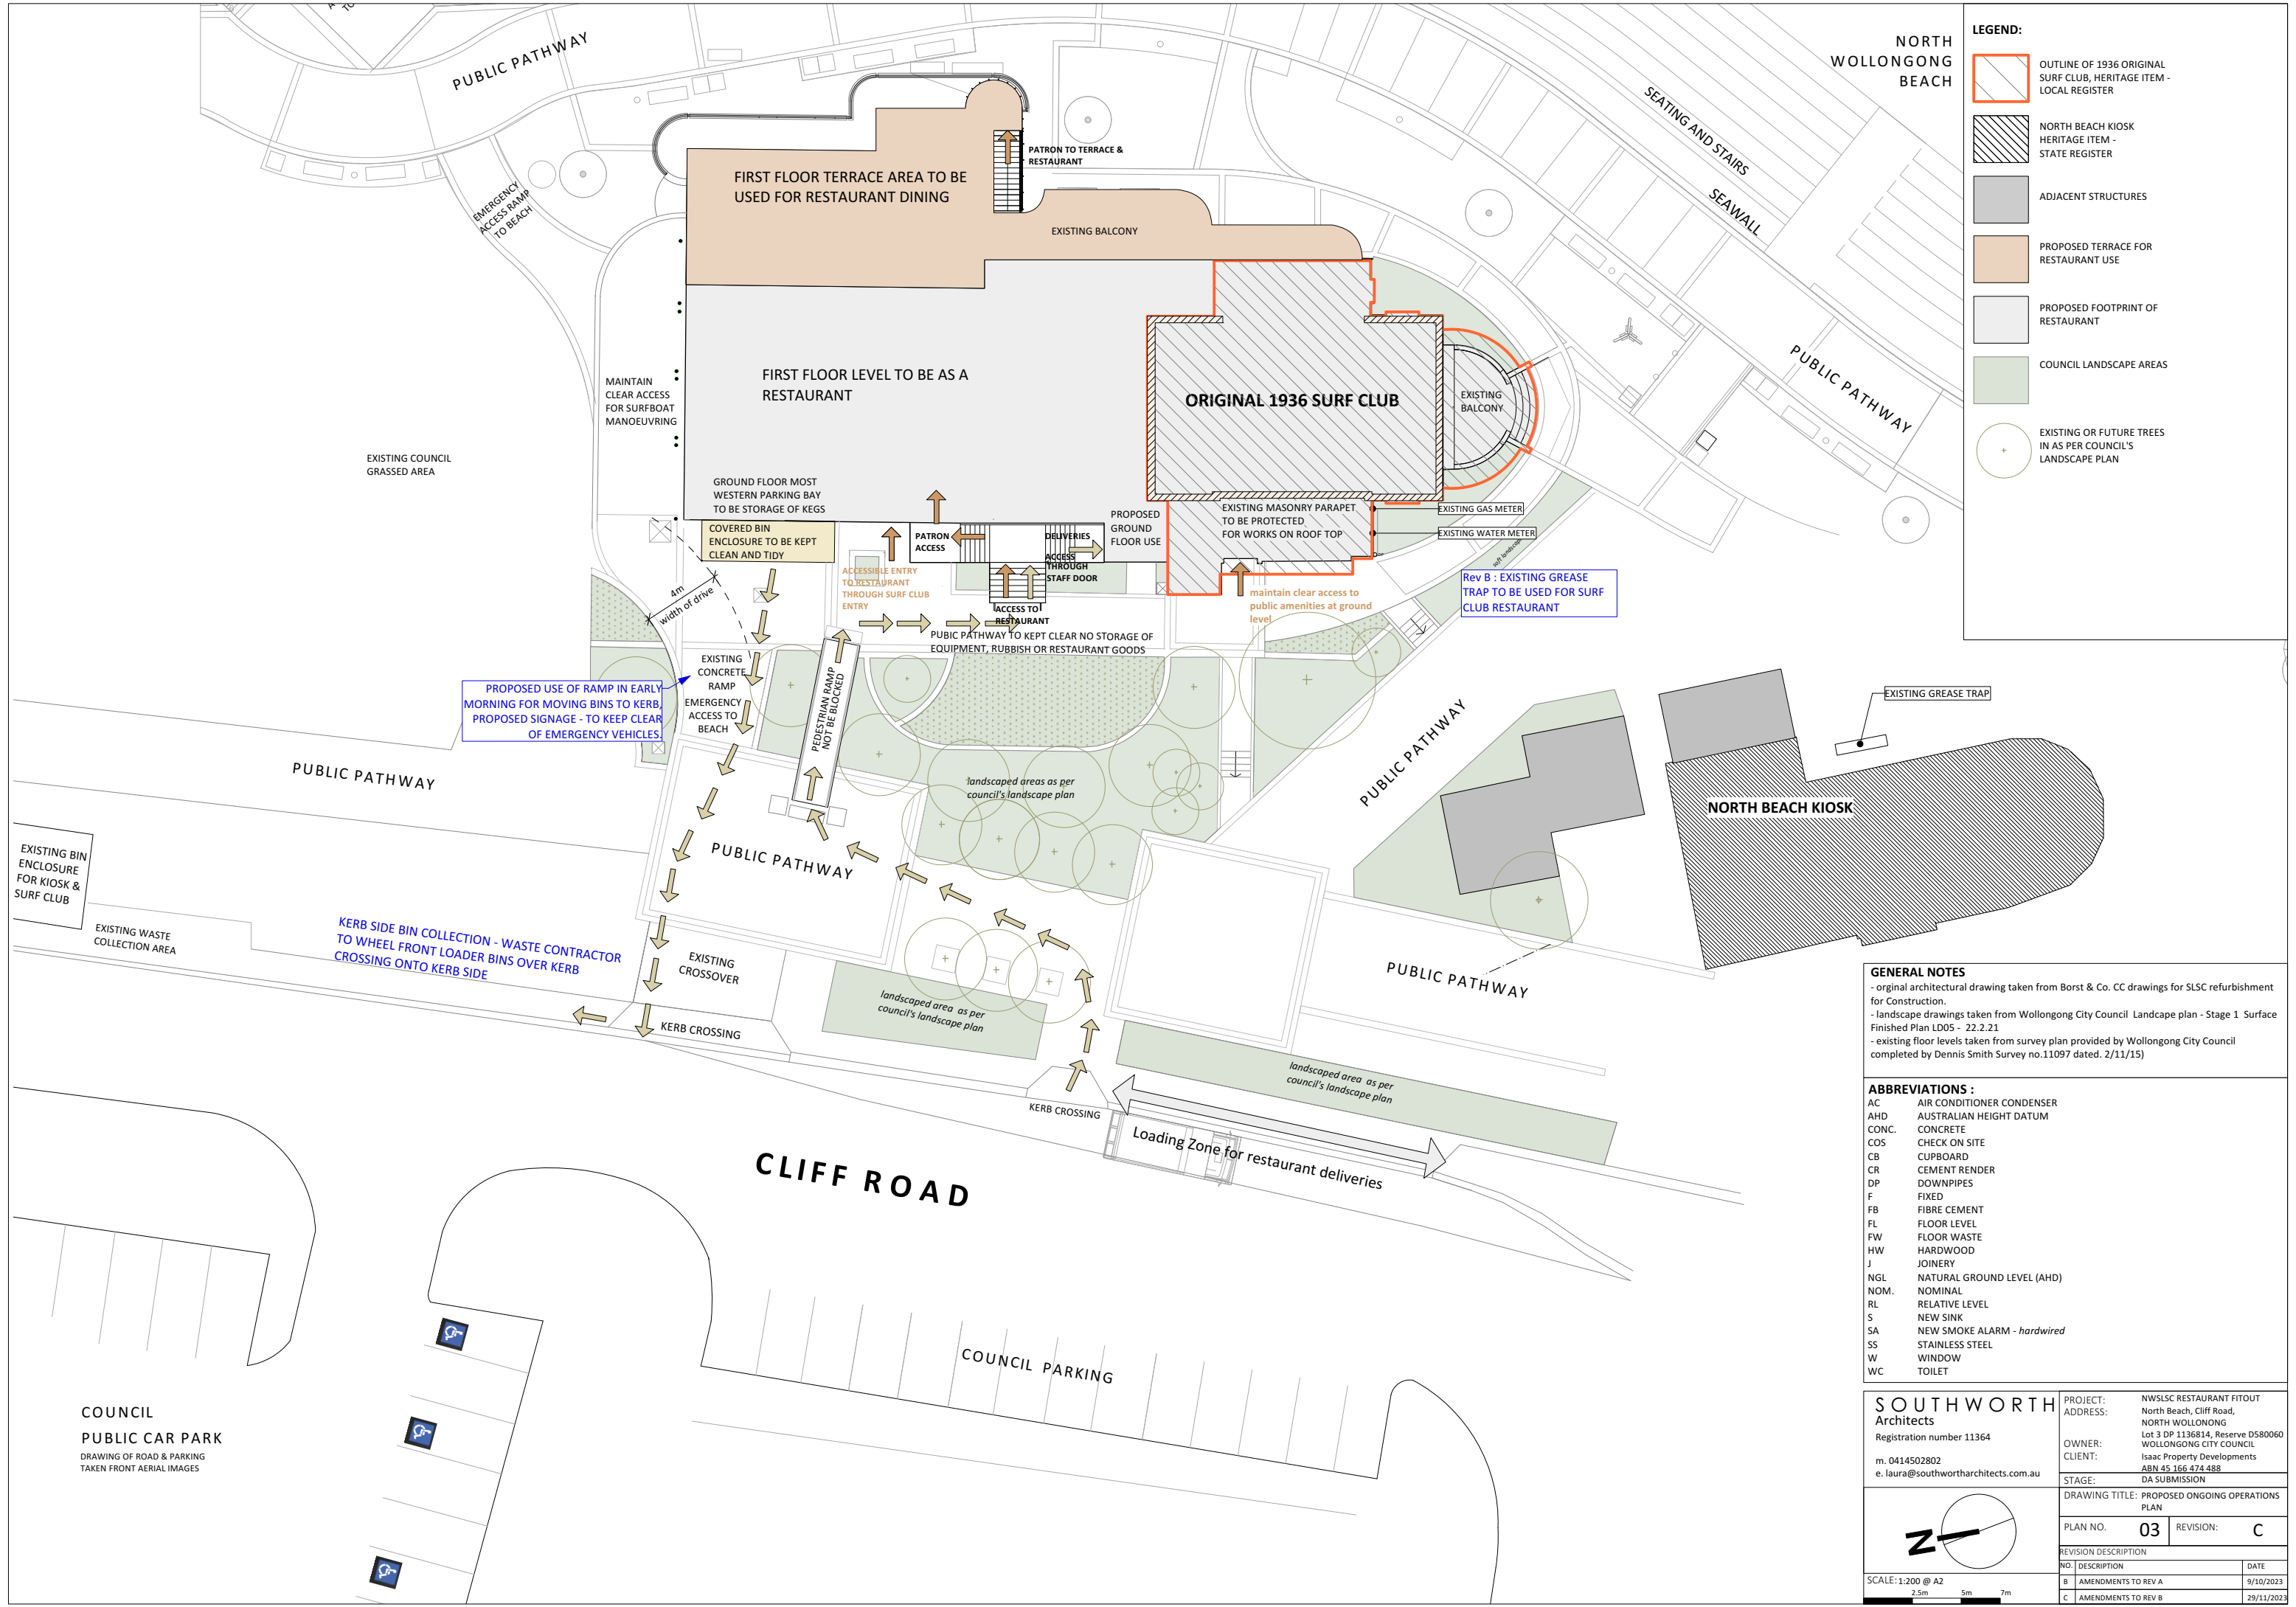 PUBLIC PATHWAY
NORTH
WOLLONGONG
BEACH
SEATING AND STAIRS
SEAWALL
PUBLIC PATHWAY
EMERGENCY
ACCESS RAMP
TO BEACH
PATRON TO TERRACE &
RESTAURANT
FIRST FLOOR TERRACE AREA TO BE
USED FOR RESTAURANT DINING
EXISTING BALCONY
MAINTAIN
CLEAR ACCESS
FOR SURFBOAT
MANOEUVRING
FIRST FLOOR LEVEL TO BE AS A
RESTAURANT
ORIGINAL 1936 SURF CLUB
EXISTING
BALCONY
EXISTING COUNCIL
GRASSED AREA
GROUND FLOOR MOST
WESTERN PARKING BAY
TO BE STORAGE OF KEGS
COVERED BIN
ENCLOSURE TO BE KEPT
CLEAN AND TIDY
PATRON
ACCESS
DELIVERIES
ACCESS
THROUGH
STAFF DOOR
PROPOSED
GROUND
FLOOR USE
EXISTING MASONRY PARAPET
TO BE PROTECTED
FOR WORKS ON ROOF TOP
EXISTING GAS METER
EXISTING WATER METER
ACCESSIBLE ENTRY
TO RESTAURANT
THROUGH SURF CLUB
ENTRY
ACCESS TO
RESTAURANT
maintain clear access to
public amenities at ground
level
Rev B : EXISTING GREASE
TRAP TO BE USED FOR SURF
CLUB RESTAURANT
4m
width of drive
PUBIC PATHWAY TO KEPT CLEAR NO STORAGE OF
EQUIPMENT, RUBBISH OR RESTAURANT GOODS
EXISTING
CONCRETE
RAMP
EMERGENCY
ACCESS TO
BEACH
PEDESTRIAN RAMP
NOT BE BLOCKED
PROPOSED USE OF RAMP IN EARLY
MORNING FOR MOVING BINS TO KERB,
PROPOSED SIGNAGE - TO KEEP CLEAR
OF EMERGENCY VEHICLES.
PUBLIC PATHWAY
PUBLIC PATHWAY
PUBLIC PATHWAY
landscaped areas as per
council's landscape plan
EXISTING GREASE TRAP
NORTH BEACH KIOSK
EXISTING BIN
ENCLOSURE
FOR KIOSK &
SURF CLUB
EXISTING WASTE
COLLECTION AREA
KERB SIDE BIN COLLECTION - WASTE CONTRACTOR
TO WHEEL FRONT LOADER BINS OVER KERB
CROSSING ONTO KERB SIDE
EXISTING
CROSSOVER
KERB CROSSING
landscaped area as per
council's landscape plan
PUBLIC PATHWAY
landscaped area as per
council's landscape plan
KERB CROSSING
Loading Zone for restaurant deliveries
CLIFF ROAD
COUNCIL PARKING
COUNCIL
PUBLIC CAR PARK
DRAWING OF ROAD & PARKING
TAKEN FRONT AERIAL IMAGES
LEGEND:
OUTLINE OF 1936 ORIGINAL
SURF CLUB, HERITAGE ITEM -
LOCAL REGISTER
NORTH BEACH KIOSK
HERITAGE ITEM -
STATE REGISTER
ADJACENT STRUCTURES
PROPOSED TERRACE FOR
RESTAURANT USE
PROPOSED FOOTPRINT OF
RESTAURANT
COUNCIL LANDSCAPE AREAS
EXISTING OR FUTURE TREES
IN AS PER COUNCIL'S
LANDSCAPE PLAN
GENERAL NOTES
- orginal architectural drawing taken from Borst & Co. CC drawings for SLSC refurbishment
for Construction.
- landscape drawings taken from Wollongong City Council Landcape plan - Stage 1 Surface
Finished Plan LD05 - 22.2.21
- existing floor levels taken from survey plan provided by Wollongong City Council
completed by Dennis Smith Survey no.11097 dated. 2/11/15)
ABBREVIATIONS :
AC AIR CONDITIONER CONDENSER
AHD AUSTRALIAN HEIGHT DATUM
CONC. CONCRETE
COS CHECK ON SITE
CB CUPBOARD
CR CEMENT RENDER
DP DOWNPIPES
F FIXED
FB FIBRE CEMENT
FL FLOOR LEVEL
FW FLOOR WASTE
HW HARDWOOD
J JOINERY
NGL NATURAL GROUND LEVEL (AHD)
NOM. NOMINAL
RL RELATIVE LEVEL
S NEW SINK
SA NEW SMOKE ALARM - hardwired
SS STAINLESS STEEL
W WINDOW
WC TOILET
SOUTHWORTH
Architects
Registration number 11364
m. 0414502802
e. laura@southwortharchitects.com.au
PROJECT: NWSLSC RESTAURANT FITOUT
ADDRESS: North Beach, Cliff Road,
NORTH WOLLONONG
Lot 3 DP 1136814, Reserve D580060
OWNER: WOLLONGONG CITY COUNCIL
CLIENT: Isaac Property Developments
ABN 45 166 474 488
STAGE: DA SUBMISSION
DRAWING TITLE: PROPOSED ONGOING OPERATIONS
PLAN
PLAN NO. 03 REVISION: C
REVISION DESCRIPTION
NO. DESCRIPTION DATE
B AMENDMENTS TO REV A 9/10/2023
C AMENDMENTS TO REV B 29/11/2023
N
SCALE: 1:200 @ A2
2.5m 5m 7m